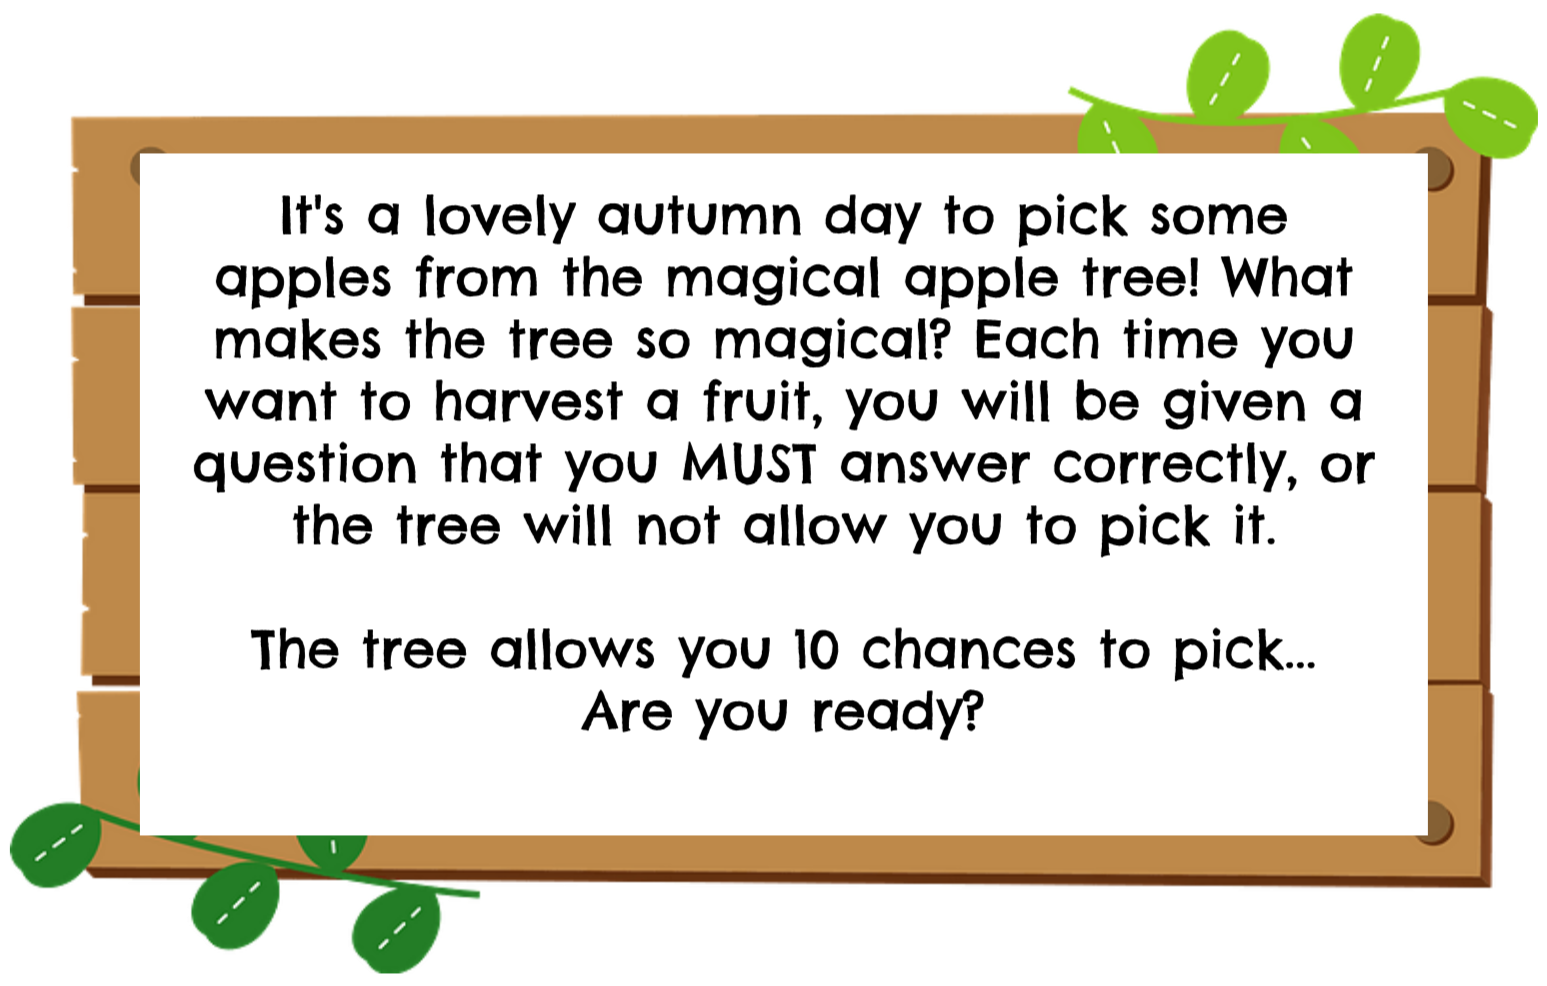 It's a lovely autumn day to pick some
apples from the magical apple tree! What
makes the tree so magical? Each time you
want to harvest a fruit, you will be given a
question that you MUST answer correctly, or
the tree will not allow you to pick it.
The tree allows you 10 chances to pick...
Are you ready?